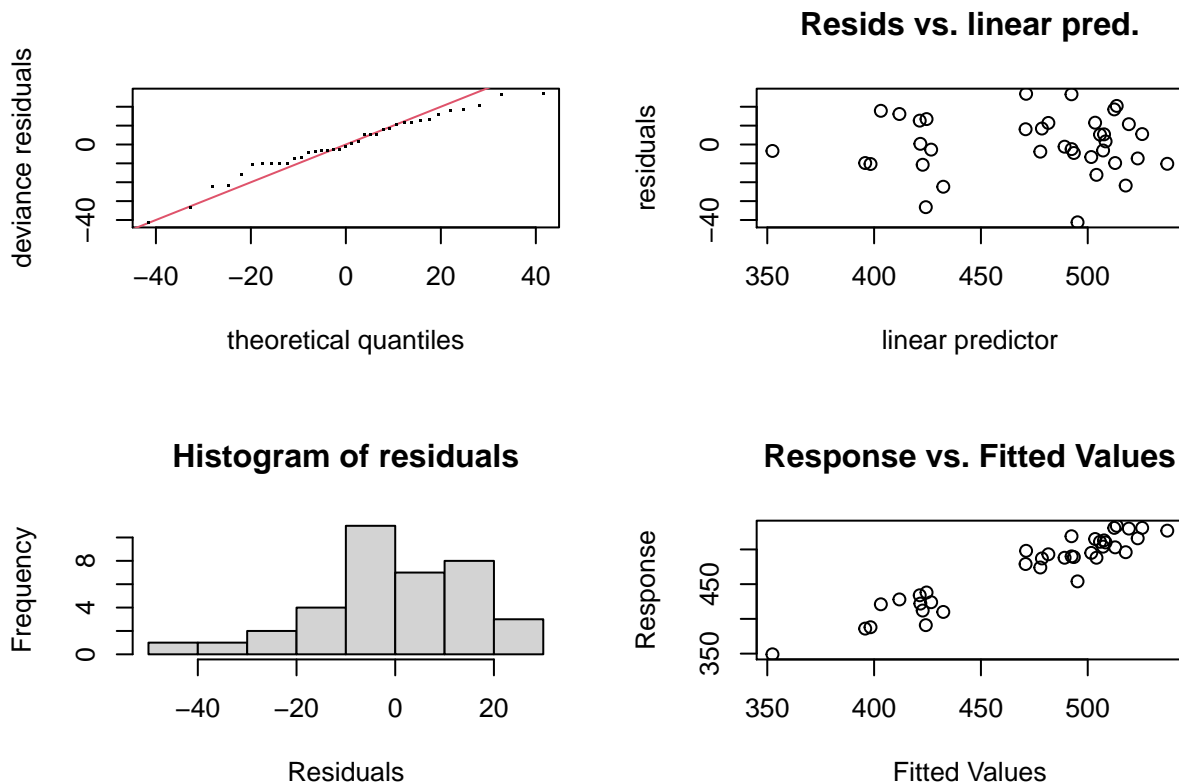 deviance residuals
0
−40
−40
−20
0
20
40
theoretical quantiles
Resids vs. linear pred.
residuals
0
−40
350
400
450
500
linear predictor
Histogram of residuals
Frequency
8
4
0
−40
−20
0
20
Residuals
Response vs. Fitted Values
Response
450
350
350
400
450
500
Fitted Values